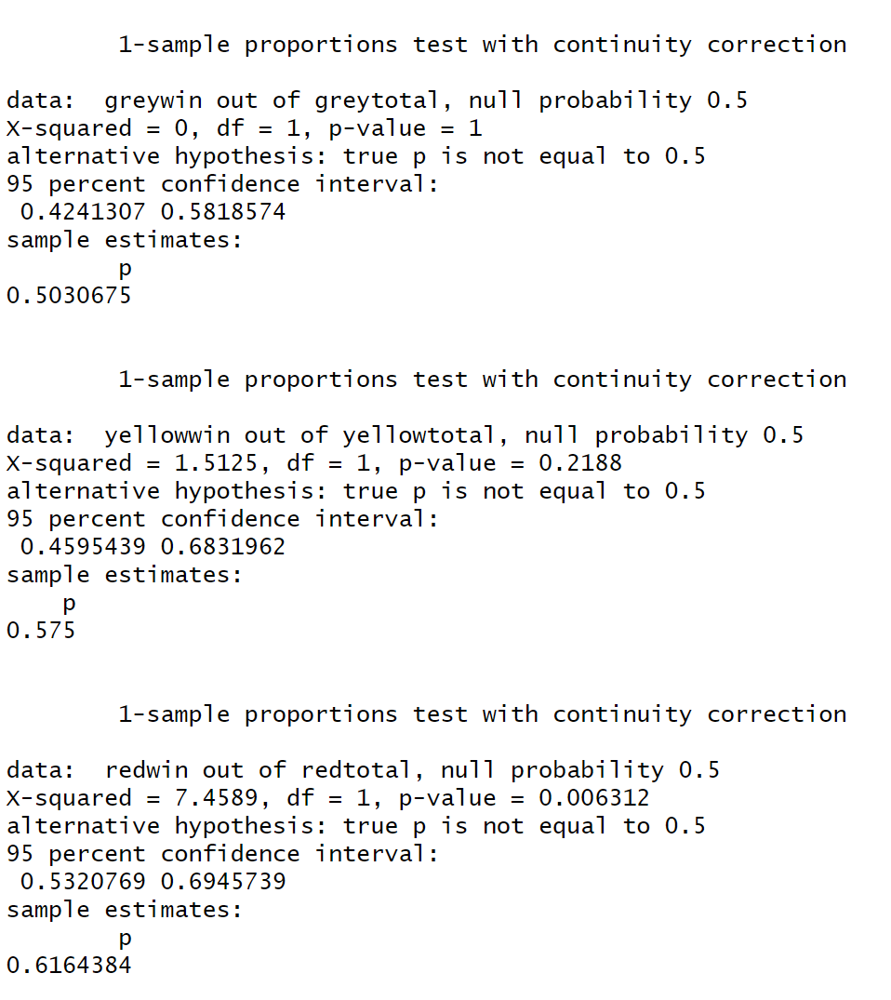 1-sample proportions test with continuity correction
data:  greywin out of greytotal, null probability 0.5
X-squared = 0, df = 1, p-value = 1
alternative hypothesis: true p is not equal to 0.5
95 percent confidence interval:
 0.4241307 0.5818574
sample estimates:
        p
0.5030675
1-sample proportions test with continuity correction
data:  yellowwin out of yellowtotal, null probability 0.5
X-squared = 1.5125, df = 1, p-value = 0.2188
alternative hypothesis: true p is not equal to 0.5
95 percent confidence interval:
 0.4595439 0.6831962
sample estimates:
    p
0.575
1-sample proportions test with continuity correction
data:  redwin out of redtotal, null probability 0.5
X-squared = 7.4589, df = 1, p-value = 0.006312
alternative hypothesis: true p is not equal to 0.5
95 percent confidence interval:
 0.5320769 0.6945739
sample estimates:
        p
0.6164384